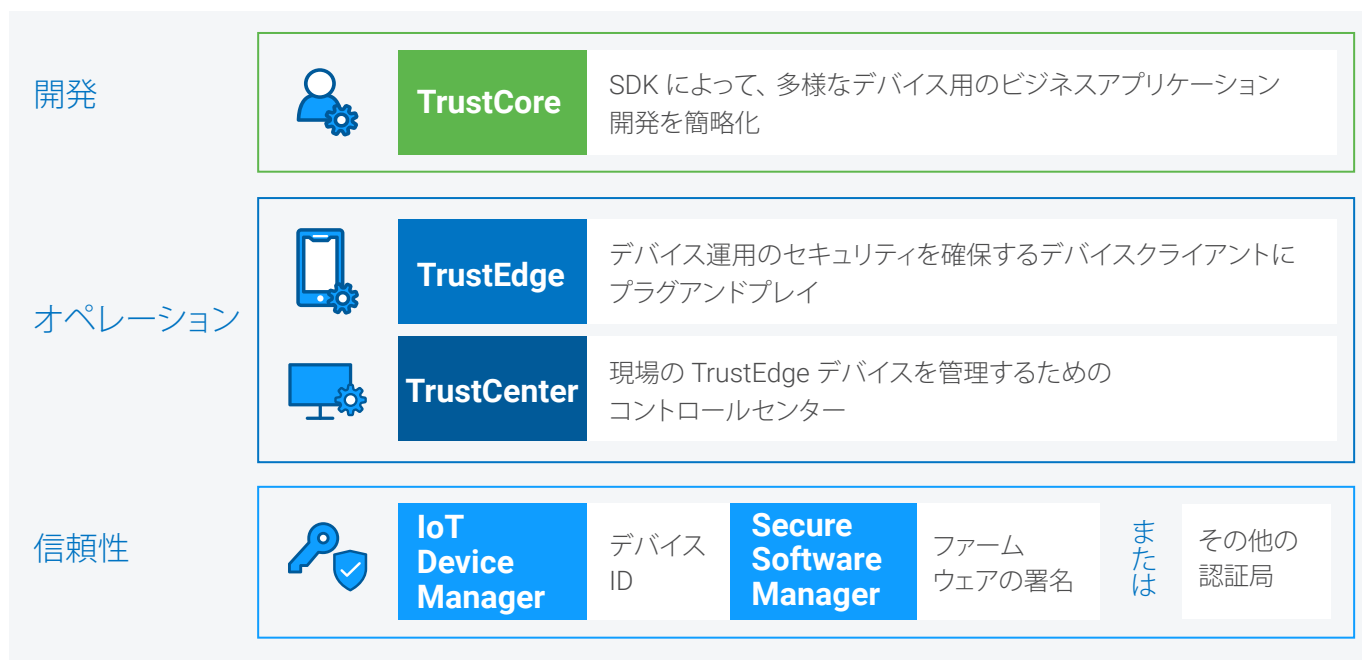 開発
TrustCore
SDK によって、多様なデバイス用のビジネスアプリケーション
開発を簡略化
オペレーション
TrustEdge
デバイス運用のセキュリティを確保するデバイスクライアントに
プラグアンドプレイ
TrustCenter
現場の TrustEdge デバイスを管理するための
コントロールセンター
信頼性
IoT
Device
Manager
デバイス
ID
Secure
Software
Manager
ファーム
ウェアの署名
または
その他の
認証局